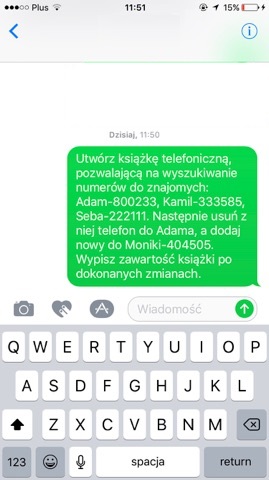 Plus 11:51 15%
Dzisiaj, 11:50
Utwórz książkę telefoniczną,
pozwalającą na wyszukiwanie
numerów do znajomych:
Adam-800233, Kamil-333585,
Seba-222111. Następnie usuń
z niej telefon do Adama, a dodaj
nowy do Moniki-404505.
Wypisz zawartość książki po
dokonanych zmianach.
Wiadomość
Q W E R T Y U I O P
A S D F G H J K L
Z X C V B N M
123 spacja return